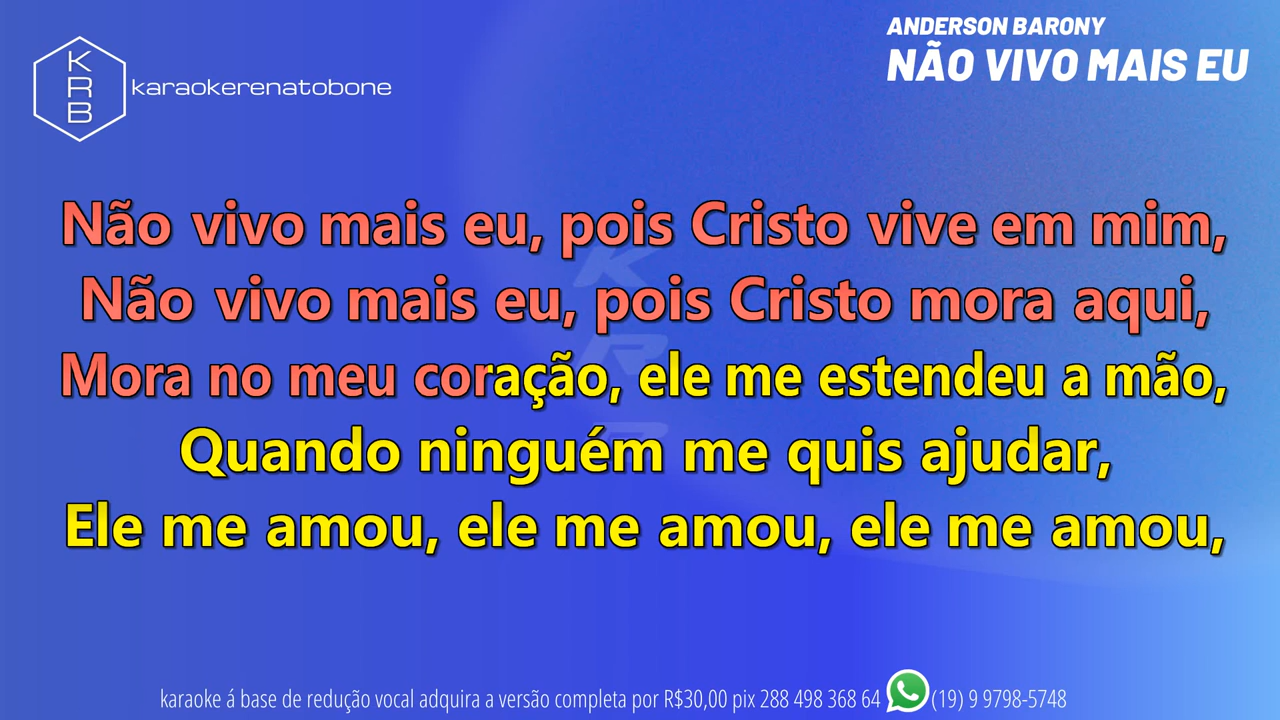 ANDERSON BARONY
NÃO VIVO MAIS EU
K
R
B
karaokerenatobone
Não vivo mais eu, pois Cristo vive em mim,
Não vivo mais eu, pois Cristo mora aqui,
Mora no meu coração, ele me estendeu a mão,
Quando ninguém me quis ajudar,
Ele me amou, ele me amou, ele me amou,
K
R
karaoke á base de redução vocal adquira a versão completa por R$30,00 pix 288 498 368 64 (19) 9 9798-5748